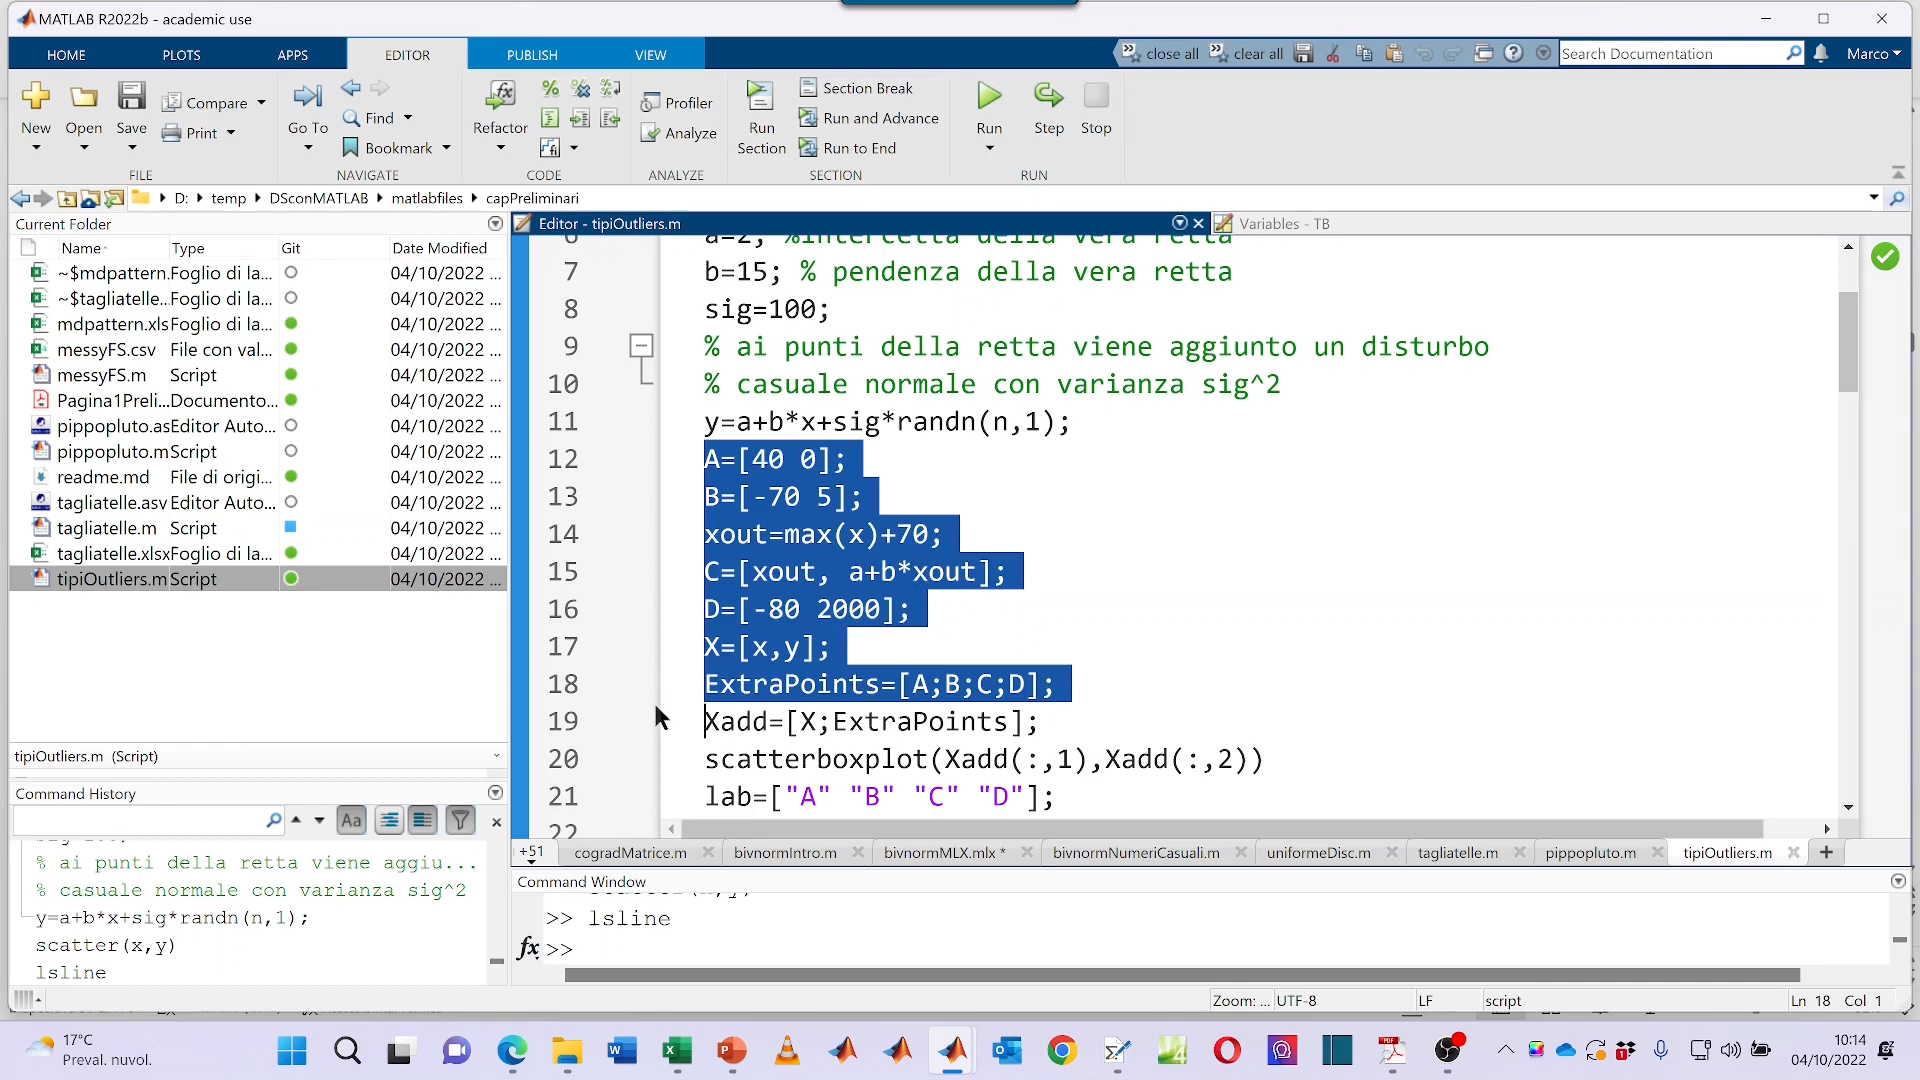 MATLAB R2022b - academic use
HOME PLOTS APPS EDITOR PUBLISH VIEW
close all clear all Search Documentation Marco
New Open Save Compare Print
Go To Find Bookmark
Refactor
Profiler Analyze
Run Section
Section Break
Run and Advance
Run to End
Run Step Stop
FILE NAVIGATE CODE ANALYZE SECTION RUN
D: temp DSconMATLAB matlabfiles capPreliminari
Current Folder
Name Type Git Date Modified
~$mdpattern. Foglio di la... 04/10/2022 ...
~$tagliatelle... Foglio di la... 04/10/2022 ...
mdpattern.xls Foglio di la... 04/10/2022 ...
messyFS.csv File con val... 04/10/2022 ...
messyFS.m Script 04/10/2022 ...
Pagina1Preli... Documento... 04/10/2022 ...
pippopluto.as Editor Auto... 04/10/2022 ...
pippopluto.m Script 04/10/2022 ...
readme.md File di origi... 04/10/2022 ...
tagliatelle.asv Editor Auto... 04/10/2022 ...
tagliatelle.m Script 04/10/2022 ...
tagliatelle.xlsx Foglio di la... 04/10/2022 ...
tipiOutliers.m Script 04/10/2022 ...
tipiOutliers.m (Script)
Command History
Aa
% ai punti della retta viene aggiu...
% casuale normale con varianza sig^2
y=a+b*x+sig*randn(n,1);
scatter(x,y)
lsline
Editor - tipiOutliers.m Variables - TB
6 a=2; %intercetta della vera retta
7 b=15; % pendenza della vera retta
8 sig=100;
9 % ai punti della retta viene aggiunto un disturbo
10 % casuale normale con varianza sig^2
11 y=a+b*x+sig*randn(n,1);
12 A=[40 0];
13 B=[-70 5];
14 xout=max(x)+70;
15 C=[xout, a+b*xout];
16 D=[-80 2000];
17 X=[x,y];
18 ExtraPoints=[A;B;C;D];
19 Xadd=[X;ExtraPoints];
20 scatterboxplot(Xadd(:,1),Xadd(:,2))
21 lab=["A" "B" "C" "D"];
22
+51 cogradMatrice.m bivnormIntro.m bivnormMLX.mlx * bivnormNumeriCasuali.m uniformeDisc.m tagliatelle.m pippopluto.m tipiOutliers.m
Command Window
>> lsline
fx >>
Zoom: ... UTF-8 LF script Ln 18 Col 1
17°C
Preval. nuvol.
10:14
04/10/2022